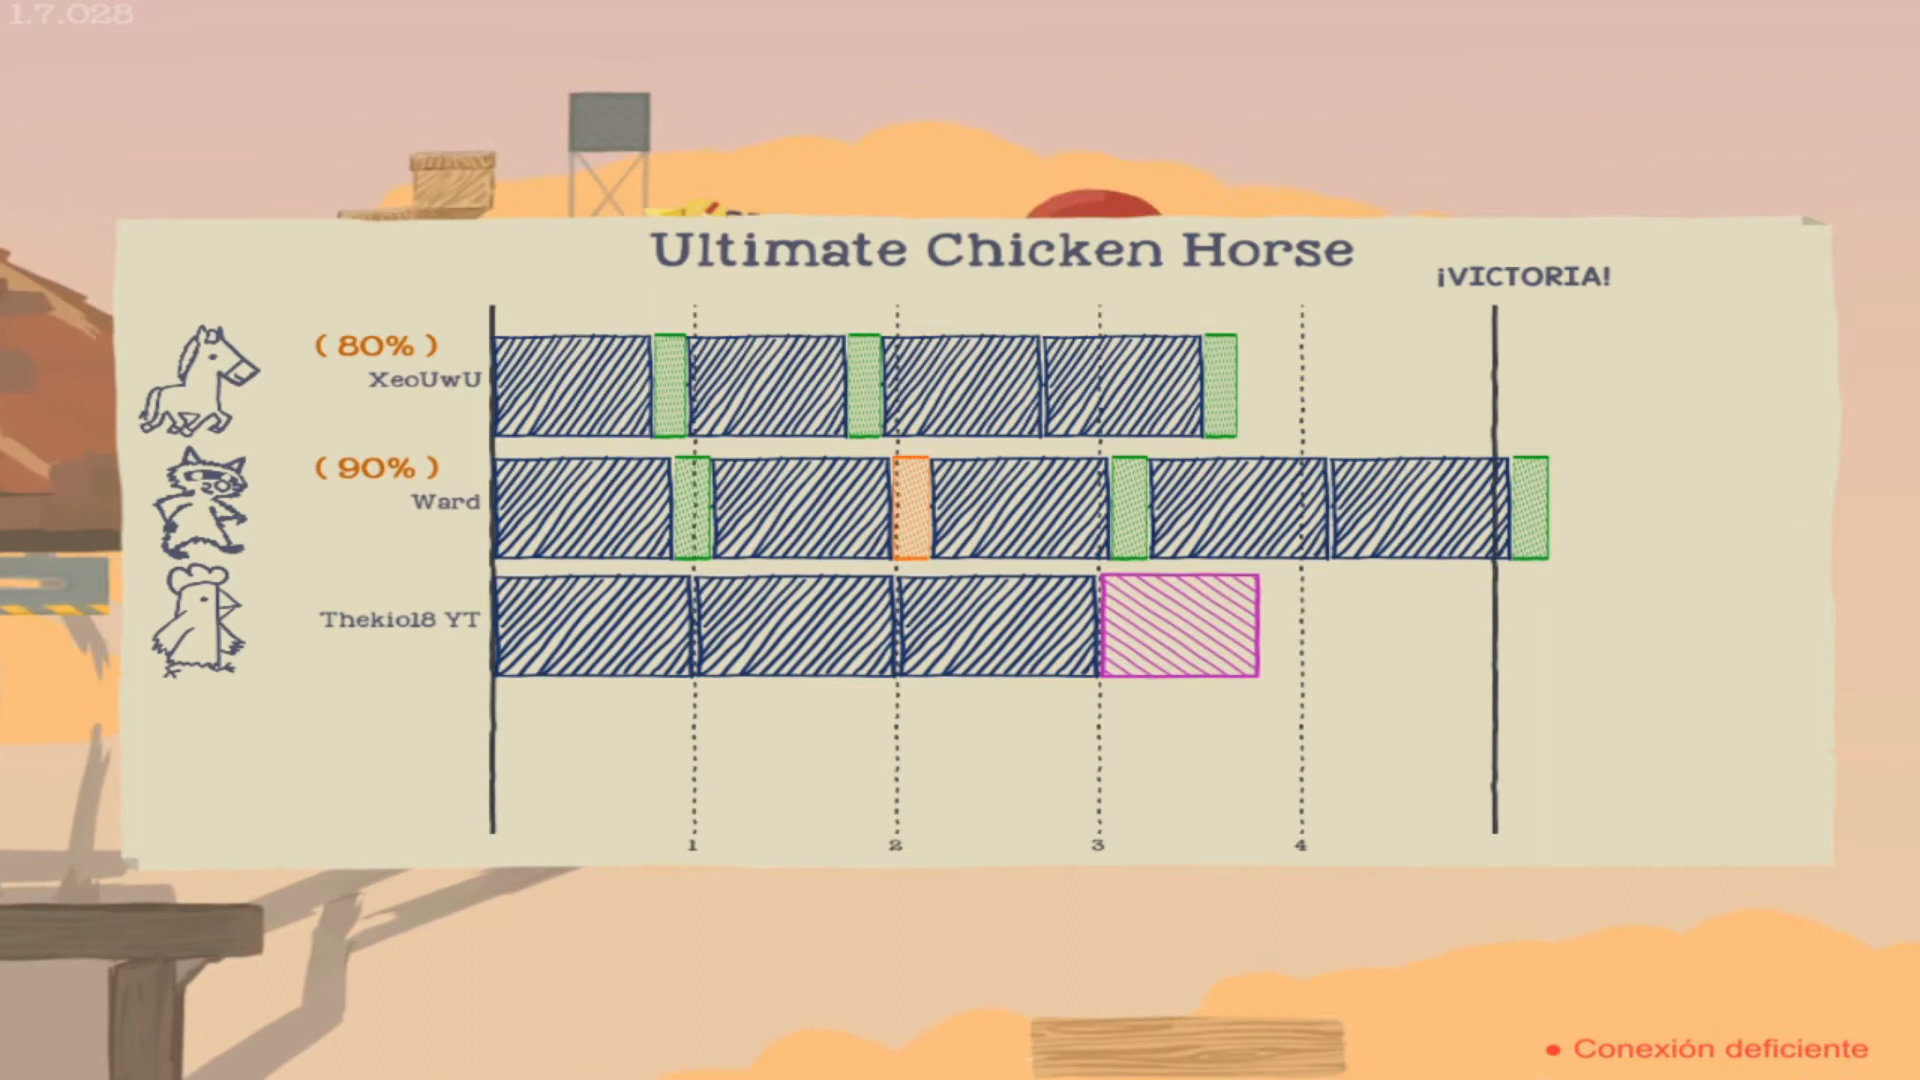 1.7.028
Ultimate Chicken Horse
¡VICTORIA!
( 80% )
XeoUwU
( 90% )
Ward
Thekio18 YT
1 2 3 4
• Conexión deficiente